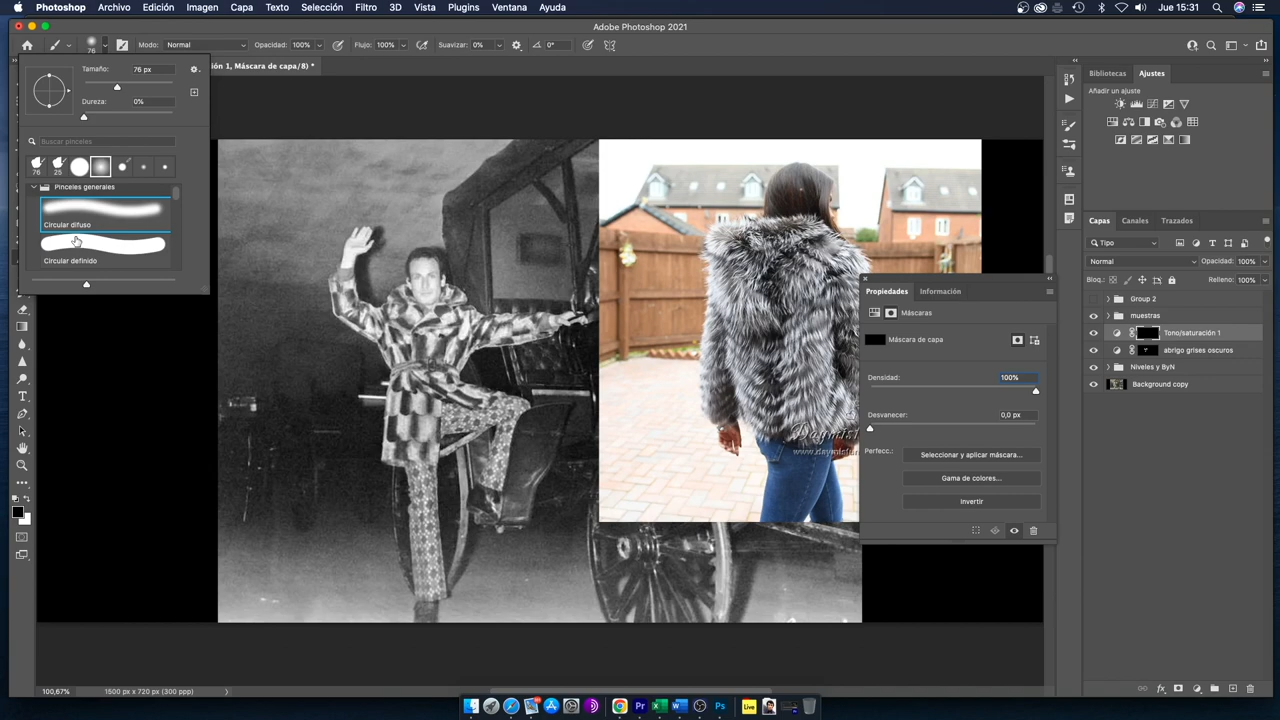 Photoshop Archivo Edición Imagen Capa Texto Selección Filtro 3D Vista Plugins Ventana Ayuda Jue 15:31
Adobe Photoshop 2021
76 Modo: Normal Opacidad: 100% Flujo: 100% Suavizar: 0% 0°
ión 1, Máscara de capa/8) *
Tamaño: 76 px
Dureza: 0%
Buscar pinceles
76 25
Pinceles generales
Circular difuso
Circular definido
Bibliotecas Ajustes
Añadir un ajuste
Capas Canales Trazados
Tipo
Normal Opacidad: 100%
Bloq.: Relleno: 100%
Group 2
muestras
Tono/saturación 1
abrigo grises oscuros
Niveles y ByN
Background copy
Propiedades Información
Máscaras
Máscara de capa
Densidad: 100%
Desvanecer: 0,0 px
Perfecc.: Seleccionar y aplicar máscara...
Gama de colores...
Invertir
100,67% 1500 px x 720 px (300 ppp)
Live